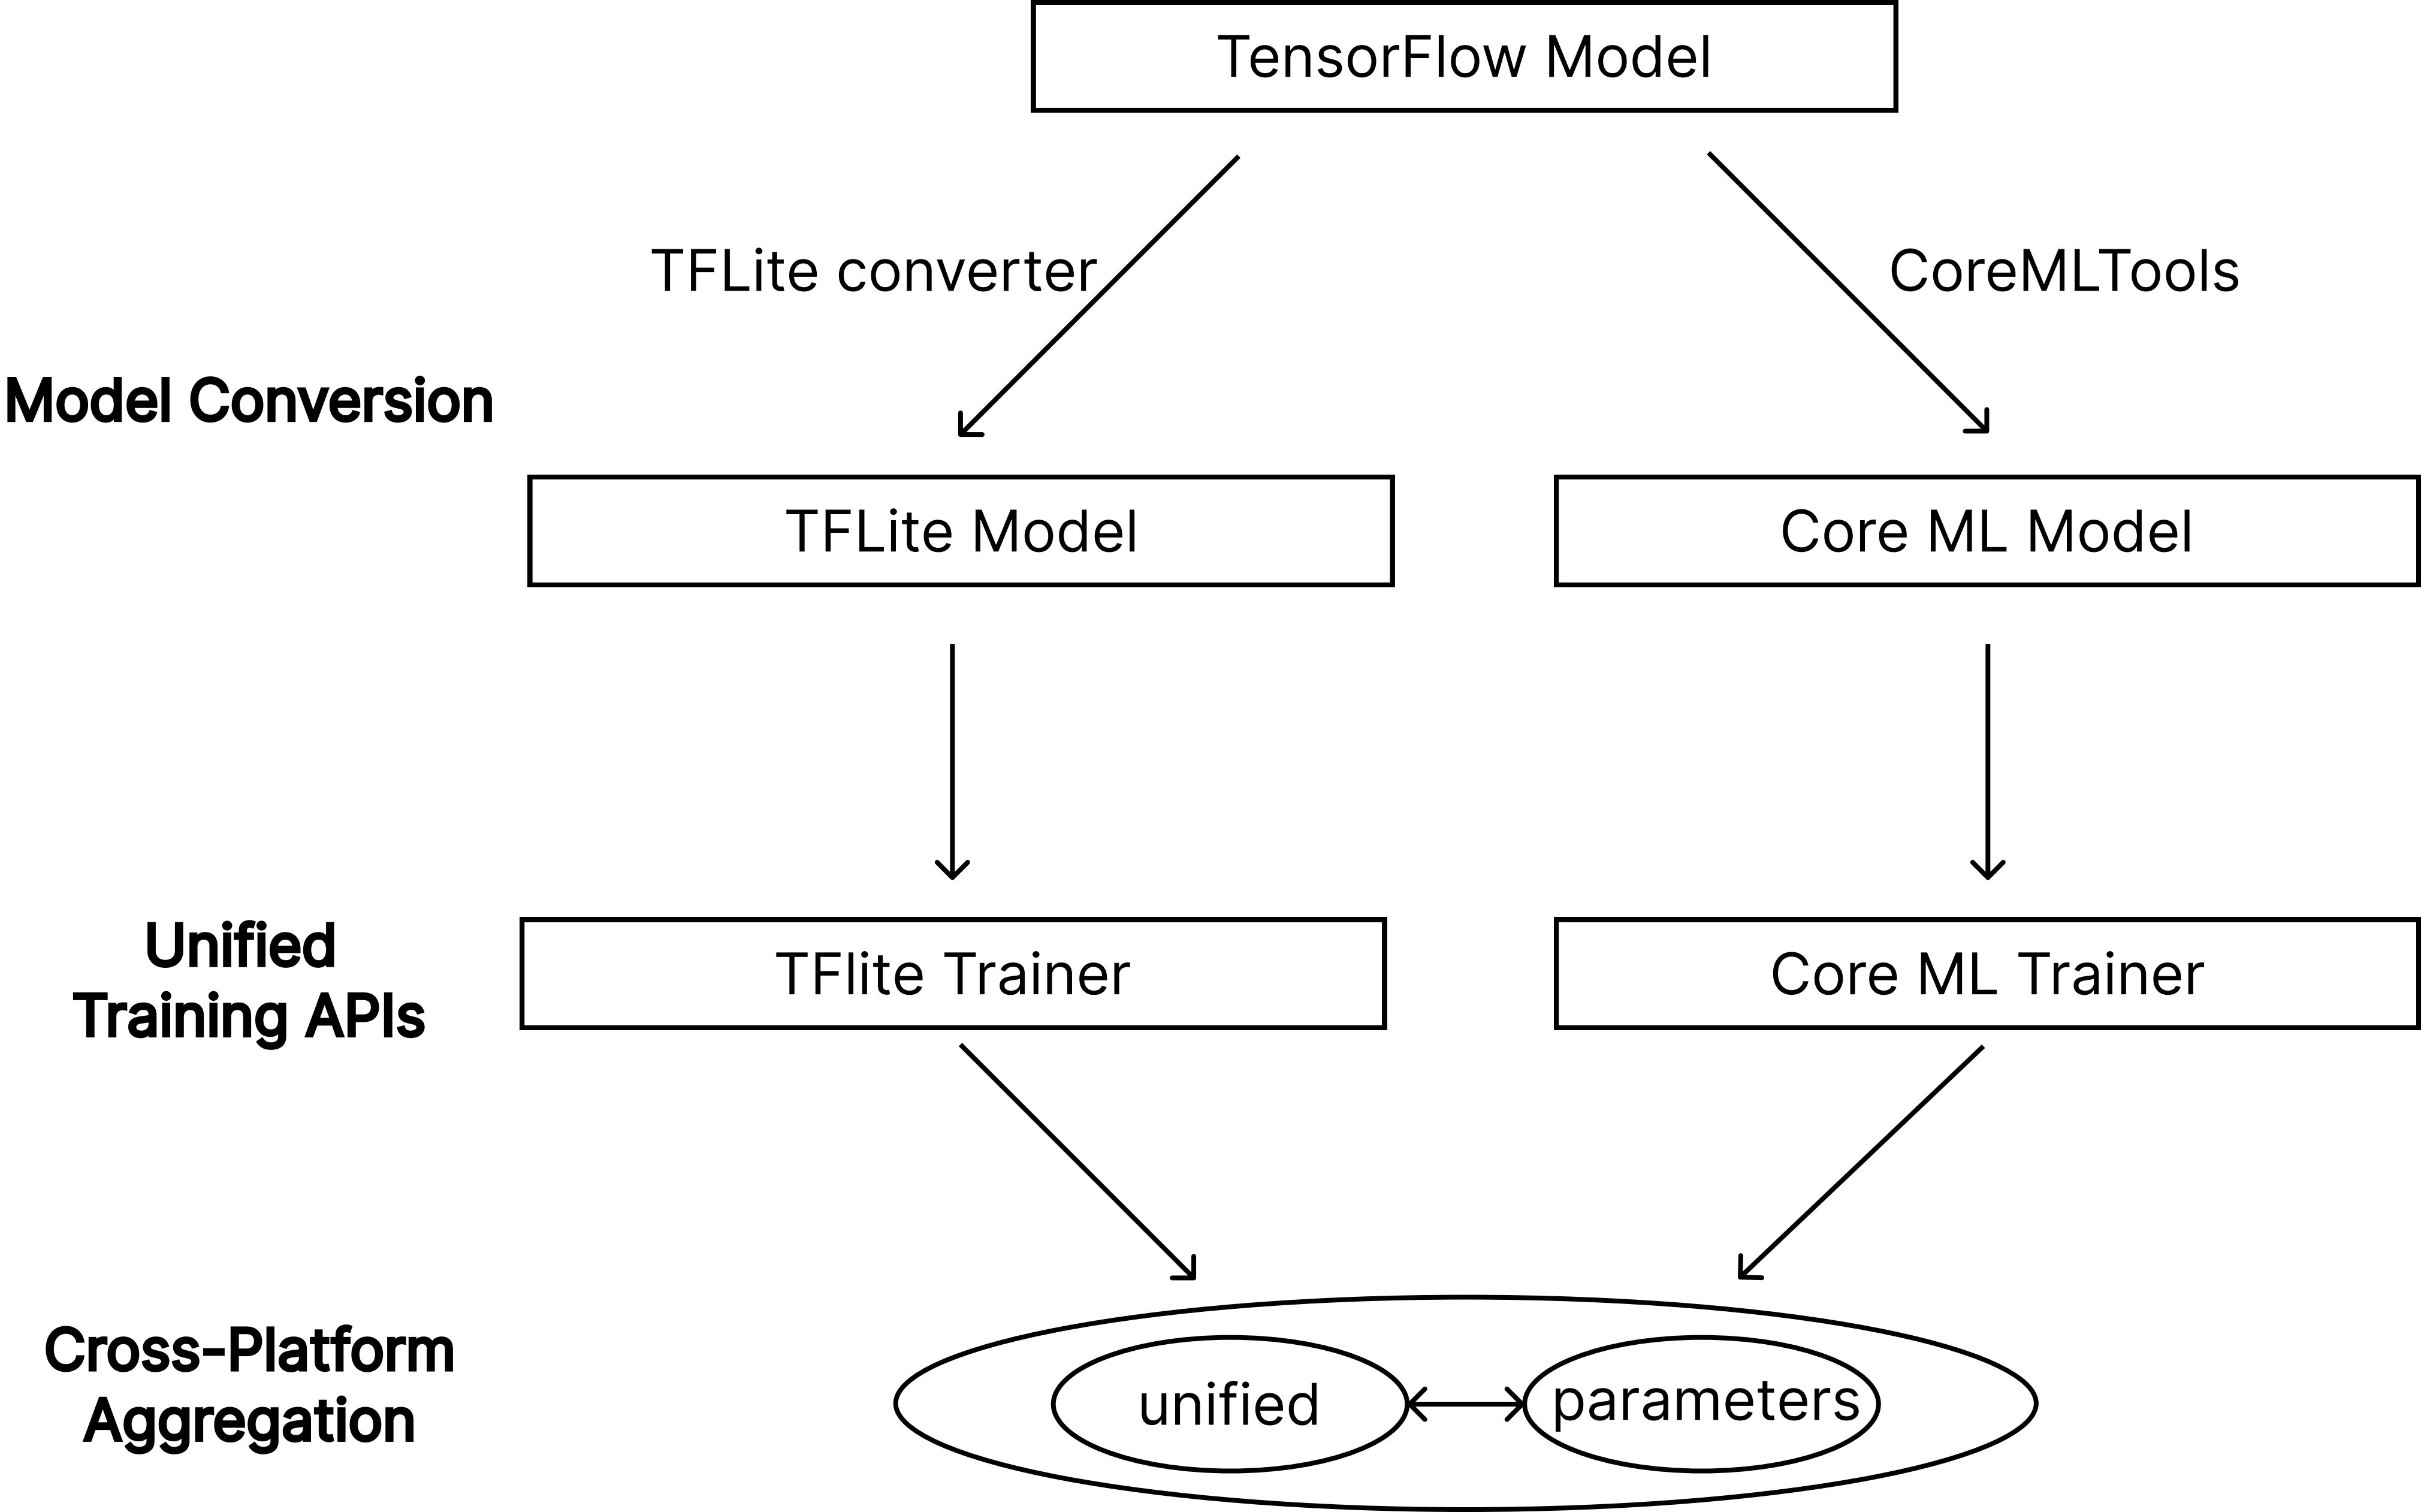 TensorFlow Model
TFLite converter
CoreMLTools
Model Conversion
TFLite Model
Core ML Model
Unified
Training APIs
TFlite Trainer
Core ML Trainer
Cross-Platform
Aggregation
unified
parameters